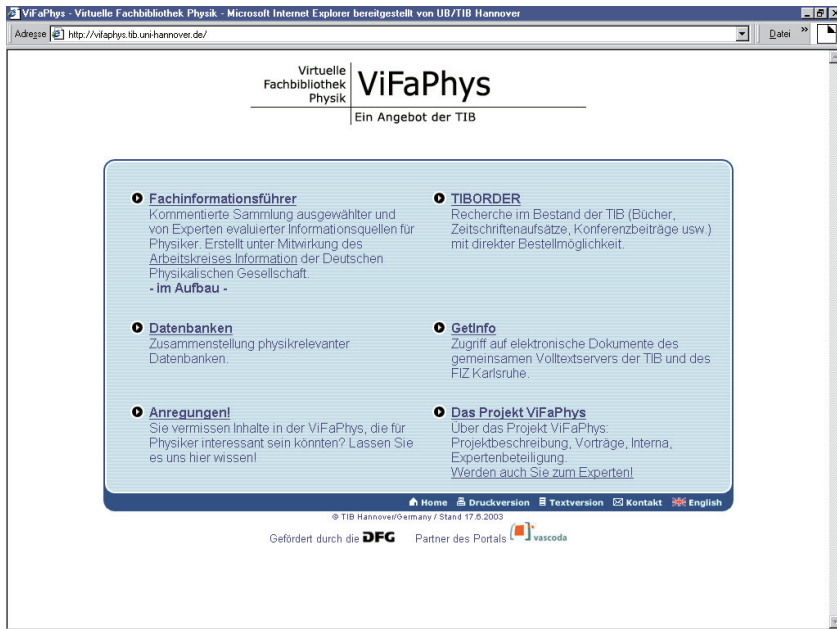 ViFaPhys - Virtuelle Fachbibliothek Physik - Microsoft Internet Explorer bereitgestellt von UB/TIB Hannover
Adresse http://vifaphys.tib.uni-hannover.de/ Datei »
Virtuelle
Fachbibliothek
Physik
ViFaPhys
Ein Angebot der TIB
Fachinformationsführer
Kommentierte Sammlung ausgewählter und
von Experten evaluierter Informationsquellen für
Physiker. Erstellt unter Mitwirkung des
Arbeitskreises Information der Deutschen
Physikalischen Gesellschaft.
- im Aufbau -
TIBORDER
Recherche im Bestand der TIB (Bücher,
Zeitschriftenaufsätze, Konferenzbeiträge usw.)
mit direkter Bestellmöglichkeit.
Datenbanken
Zusammenstellung physikrelevanter
Datenbanken.
GetInfo
Zugriff auf elektronische Dokumente des
gemeinsamen Volltextservers der TIB und des
FIZ Karlsruhe.
Anregungen!
Sie vermissen Inhalte in der ViFaPhys, die für
Physiker interessant sein könnten? Lassen Sie
es uns hier wissen!
Das Projekt ViFaPhys
Über das Projekt ViFaPhys:
Projektbeschreibung, Vorträge, Interna,
Expertenbeteiligung.
Werden auch Sie zum Experten!
Home Druckversion Textversion Kontakt English
© TIB Hannover/Germany / Stand 17.6.2003
Gefördert durch die DFG Partner des Portals vascoda